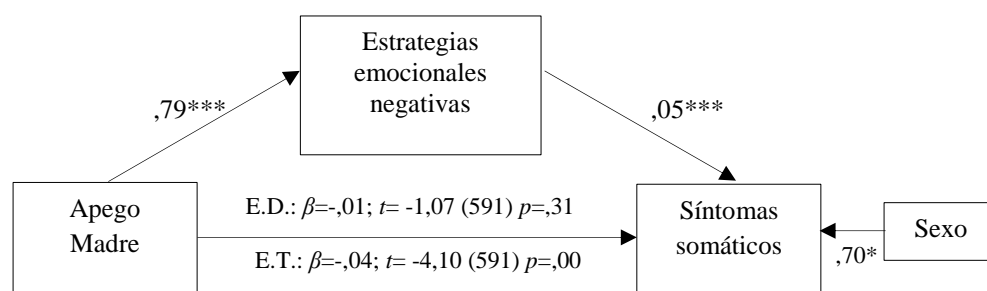 Estrategias
emocionales
negativas
,79***
,05***
Apego
Madre
E.D.: β=-,01; t= -1,07 (591) p=,31
E.T.: β=-,04; t= -4,10 (591) p=,00
Síntomas
somáticos
Sexo
,70*